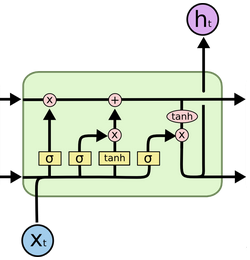 ht
x +
tanh
x x
σ σ tanh σ
Xt